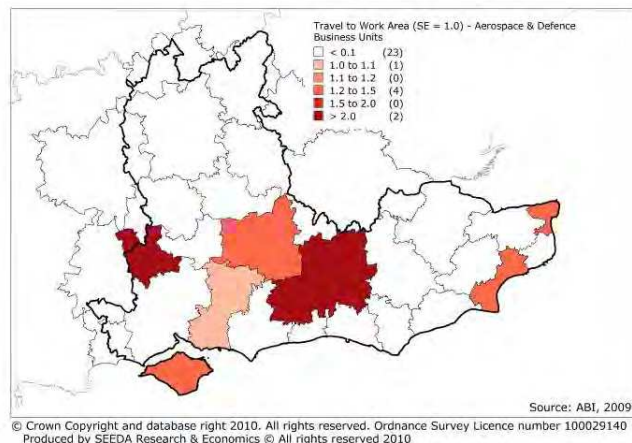 Travel to Work Area (SE = 1.0) - Aerospace & Defence
Business Units
< 0.1 (23)
1.0 to 1.1 (1)
1.1 to 1.2 (0)
1.2 to 1.5 (4)
1.5 to 2.0 (0)
> 2.0 (2)
Source: ABI, 2009
© Crown Copyright and database right 2010. All rights reserved. Ordnance Survey Licence number 100029140
Produced by SEEDA Research & Economics © All rights reserved 2010